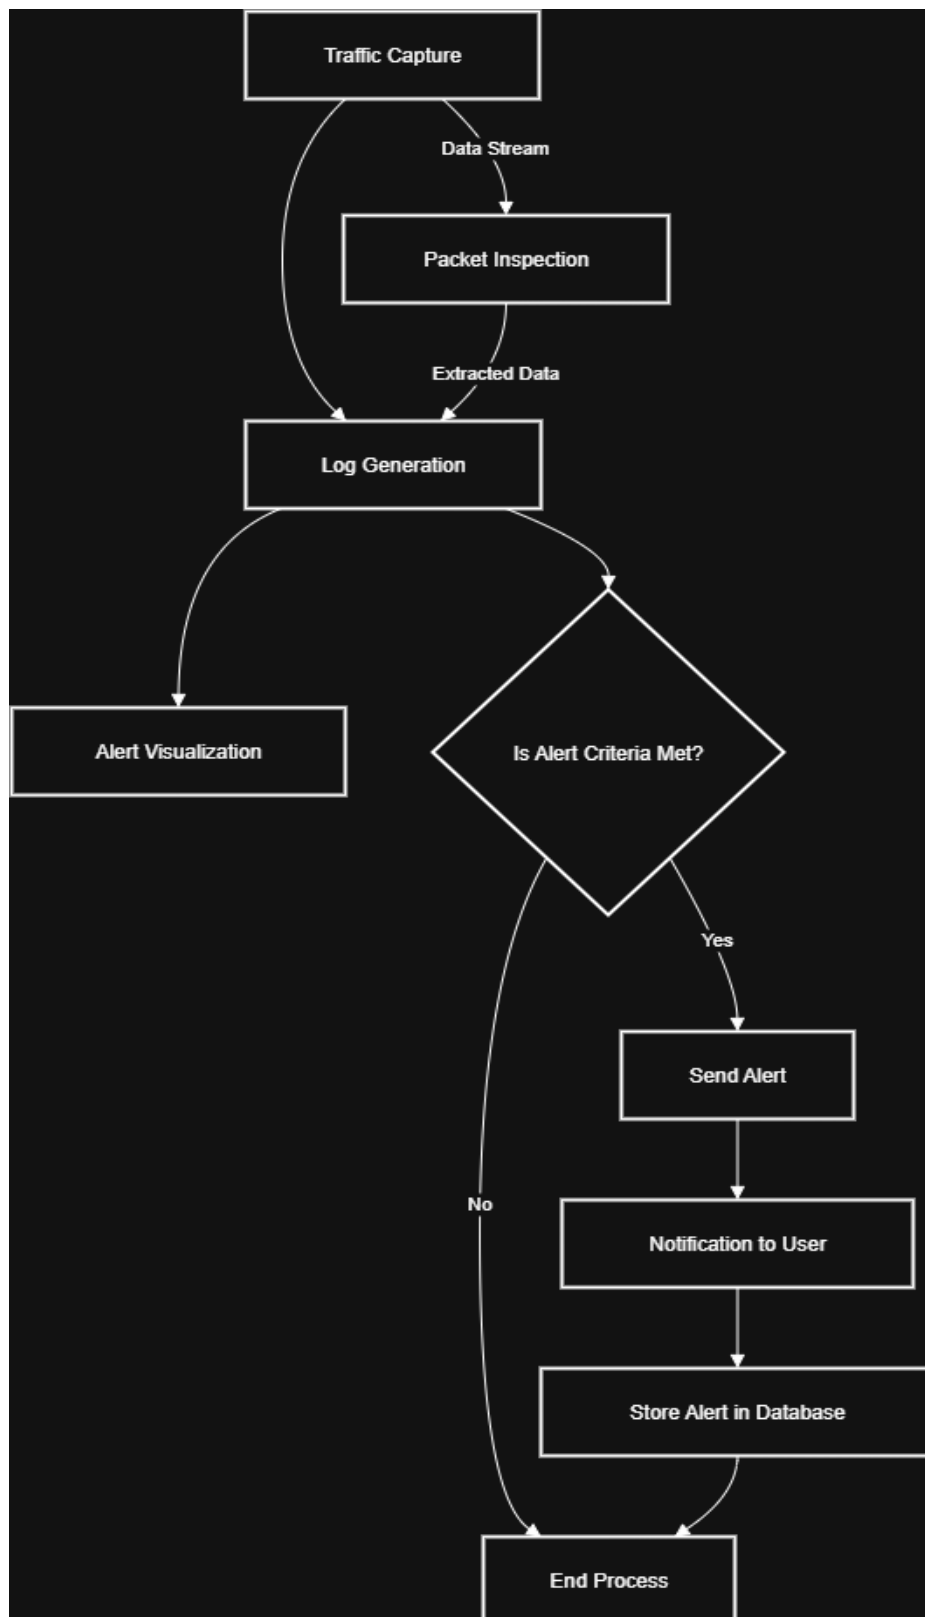 Traffic Capture
Data Stream
Packet Inspection
Extracted Data
Log Generation
Alert Visualization
Is Alert Criteria Met?
Yes
Send Alert
No
Notification to User
Store Alert in Database
End Process